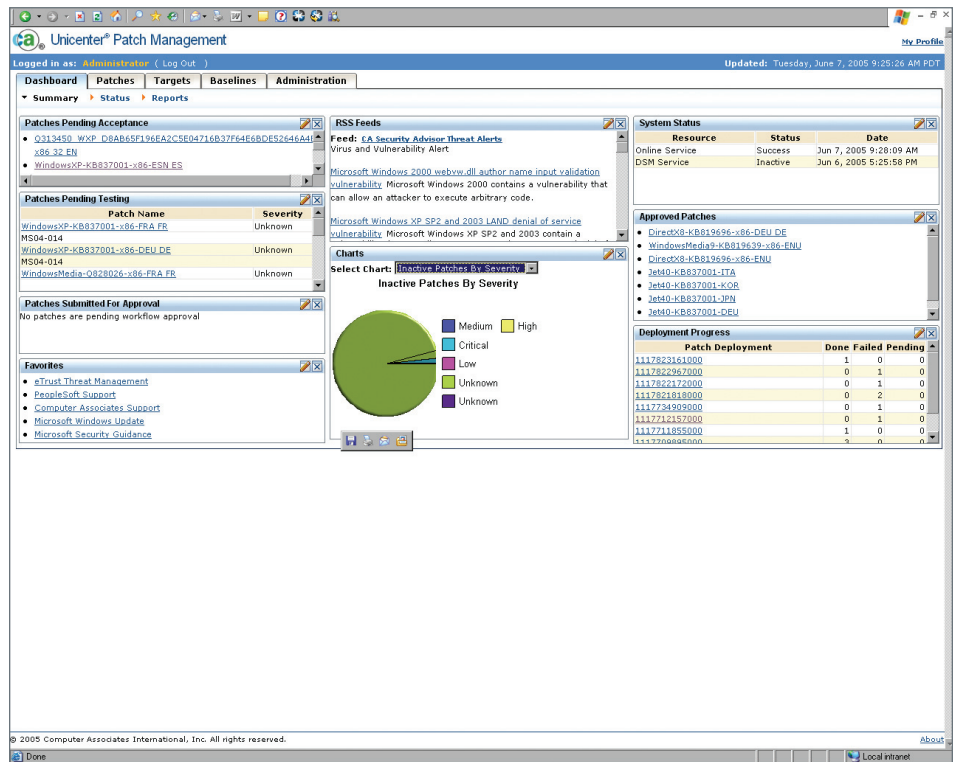 ca Unicenter® Patch Management
My Profile
Logged in as: Administrator ( Log Out )
Updated: Tuesday, June 7, 2005 9:25:26 AM PDT
Dashboard Patches Targets Baselines Administration
Summary Status Reports
Patches Pending Acceptance
Q313450_WXP_D8AB65F196EA2C5E04716B37F64E6BDE52646A4
x86 32 EN
WindowsXP-KB837001-x86-ESN ES
Patches Pending Testing
Patch Name Severity
WindowsXP-KB837001-x86-FRA FR Unknown
MS04-014
WindowsXP-KB837001-x86-DEU DE Unknown
MS04-014
WindowsMedia-Q828026-x86-FRA FR Unknown
Patches Submitted For Approval
No patches are pending workflow approval
Favorites
eTrust Threat Management
PeopleSoft Support
Computer Associates Support
Microsoft Windows Update
Microsoft Security Guidance
RSS Feeds
Feed: CA Security Advisor Threat Alerts
Virus and Vulnerability Alert
Microsoft Windows 2000 webvw.dll author name input validation
vulnerability Microsoft Windows 2000 contains a vulnerability that
can allow an attacker to execute arbitrary code.
Microsoft Windows XP SP2 and 2003 LAND denial of service
vulnerability Microsoft Windows XP SP2 and 2003 contain a
Charts
Select Chart: Inactive Patches By Severity
Inactive Patches By Severity
Medium High
Critical
Low
Unknown
Unknown
System Status
Resource Status Date
Online Service Success Jun 7, 2005 9:28:09 AM
DSM Service Inactive Jun 6, 2005 5:25:58 PM
Approved Patches
DirectX8-KB819696-x86-DEU DE
WindowsMedia9-KB819639-x86-ENU
DirectX8-KB819696-x86-ENU
Jet40-KB837001-ITA
Jet40-KB837001-KOR
Jet40-KB837001-JPN
Jet40-KB837001-DEU
Deployment Progress
Patch Deployment Done Failed Pending
1117823161000 1 0 0
1117822967000 0 1 0
1117822172000 0 1 0
1117821818000 0 2 0
1117734909000 0 1 0
1117712157000 0 1 0
1117711855000 1 0 0
1117709895000 3 0 0
© 2005 Computer Associates International, Inc. All rights reserved.
About
Done
Local intranet